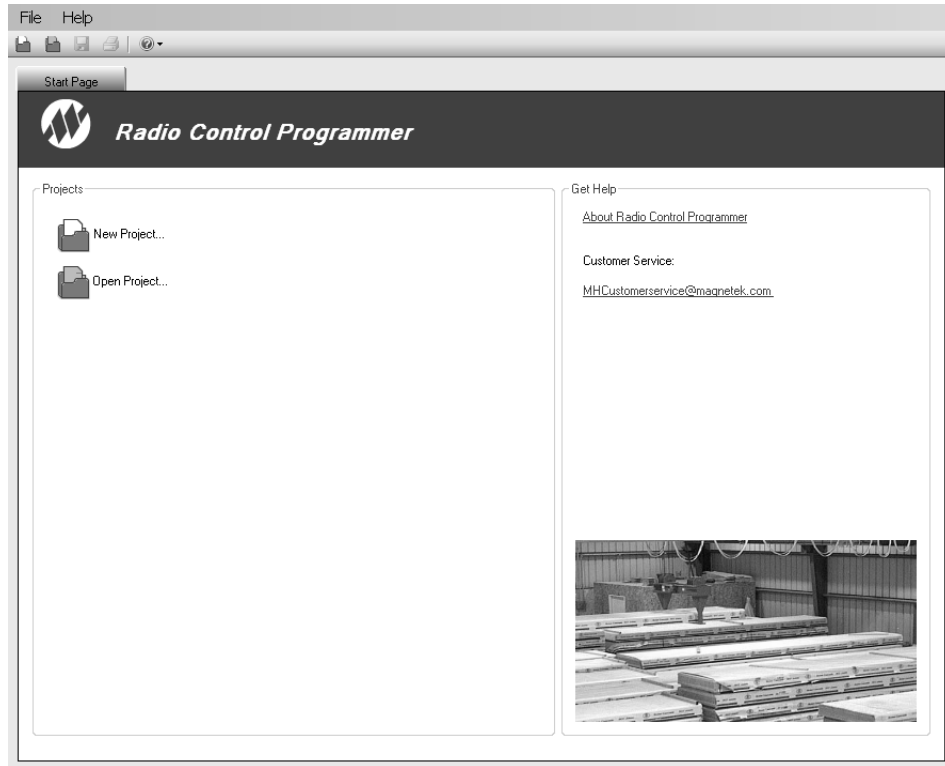 File Help
Start Page
Radio Control Programmer
Projects
New Project...
Open Project...
Get Help
About Radio Control Programmer
Customer Service:
MHCustomerservice@magnetek.com